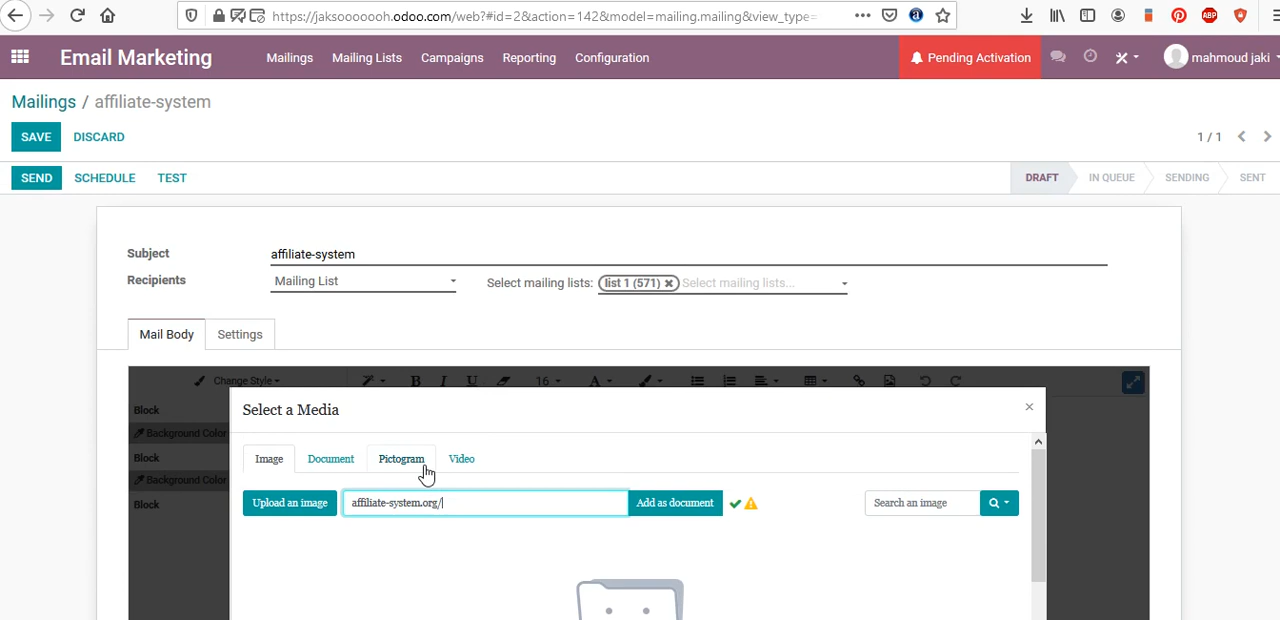 https://jaksooooooh.odoo.com/web?#id=2&action=142&model=mailing.mailing&view_type=
ABP
Email Marketing
Mailings
Mailing Lists
Campaigns
Reporting
Configuration
Pending Activation
mahmoud jaki
Mailings / affiliate-system
SAVE
DISCARD
1 / 1
SEND
SCHEDULE
TEST
DRAFT
IN QUEUE
SENDING
SENT
Subject
affiliate-system
Recipients
Mailing List
Select mailing lists:
list 1 (571)
Select mailing lists...
Mail Body
Settings
Change Style
B
I
U
16
A
Block
Background Color
Block
Background Color
Block
Select a Media
Image
Document
Pictogram
Video
Upload an image
affiliate-system.org/
Add as document
Search an image